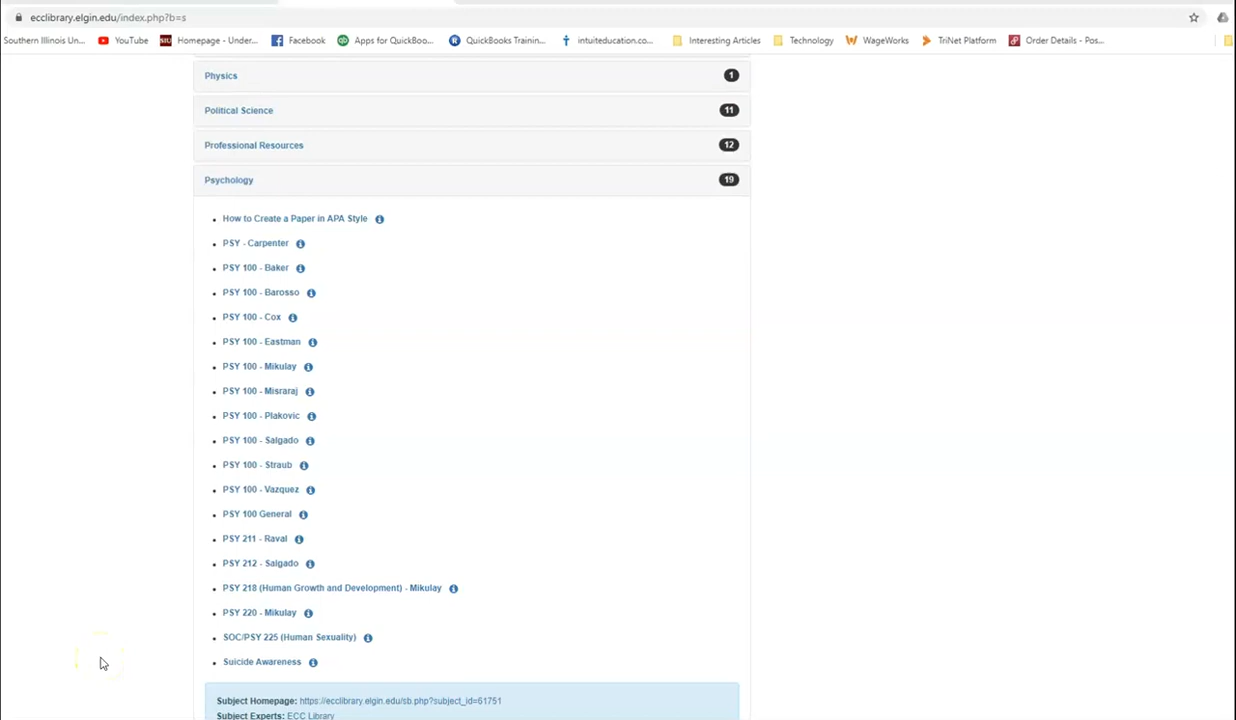 ecclibrary.elgin.edu/index.php?b=s
Southern Illinois Un... YouTube Homepage - Under... Facebook Apps for QuickBoo... QuickBooks Trainin... intuiteducation.co... Interesting Articles Technology WageWorks TriNet Platform Order Details - Pos...
Physics 1
Political Science 11
Professional Resources 12
Psychology 19
How to Create a Paper in APA Style
PSY - Carpenter
PSY 100 - Baker
PSY 100 - Barosso
PSY 100 - Cox
PSY 100 - Eastman
PSY 100 - Mikulay
PSY 100 - Misraraj
PSY 100 - Plakovic
PSY 100 - Salgado
PSY 100 - Straub
PSY 100 - Vazquez
PSY 100 General
PSY 211 - Raval
PSY 212 - Salgado
PSY 218 (Human Growth and Development) - Mikulay
PSY 220 - Mikulay
SOC/PSY 225 (Human Sexuality)
Suicide Awareness
Subject Homepage: https://ecclibrary.elgin.edu/sb.php?subject_id=61751
Subject Experts: ECC Library